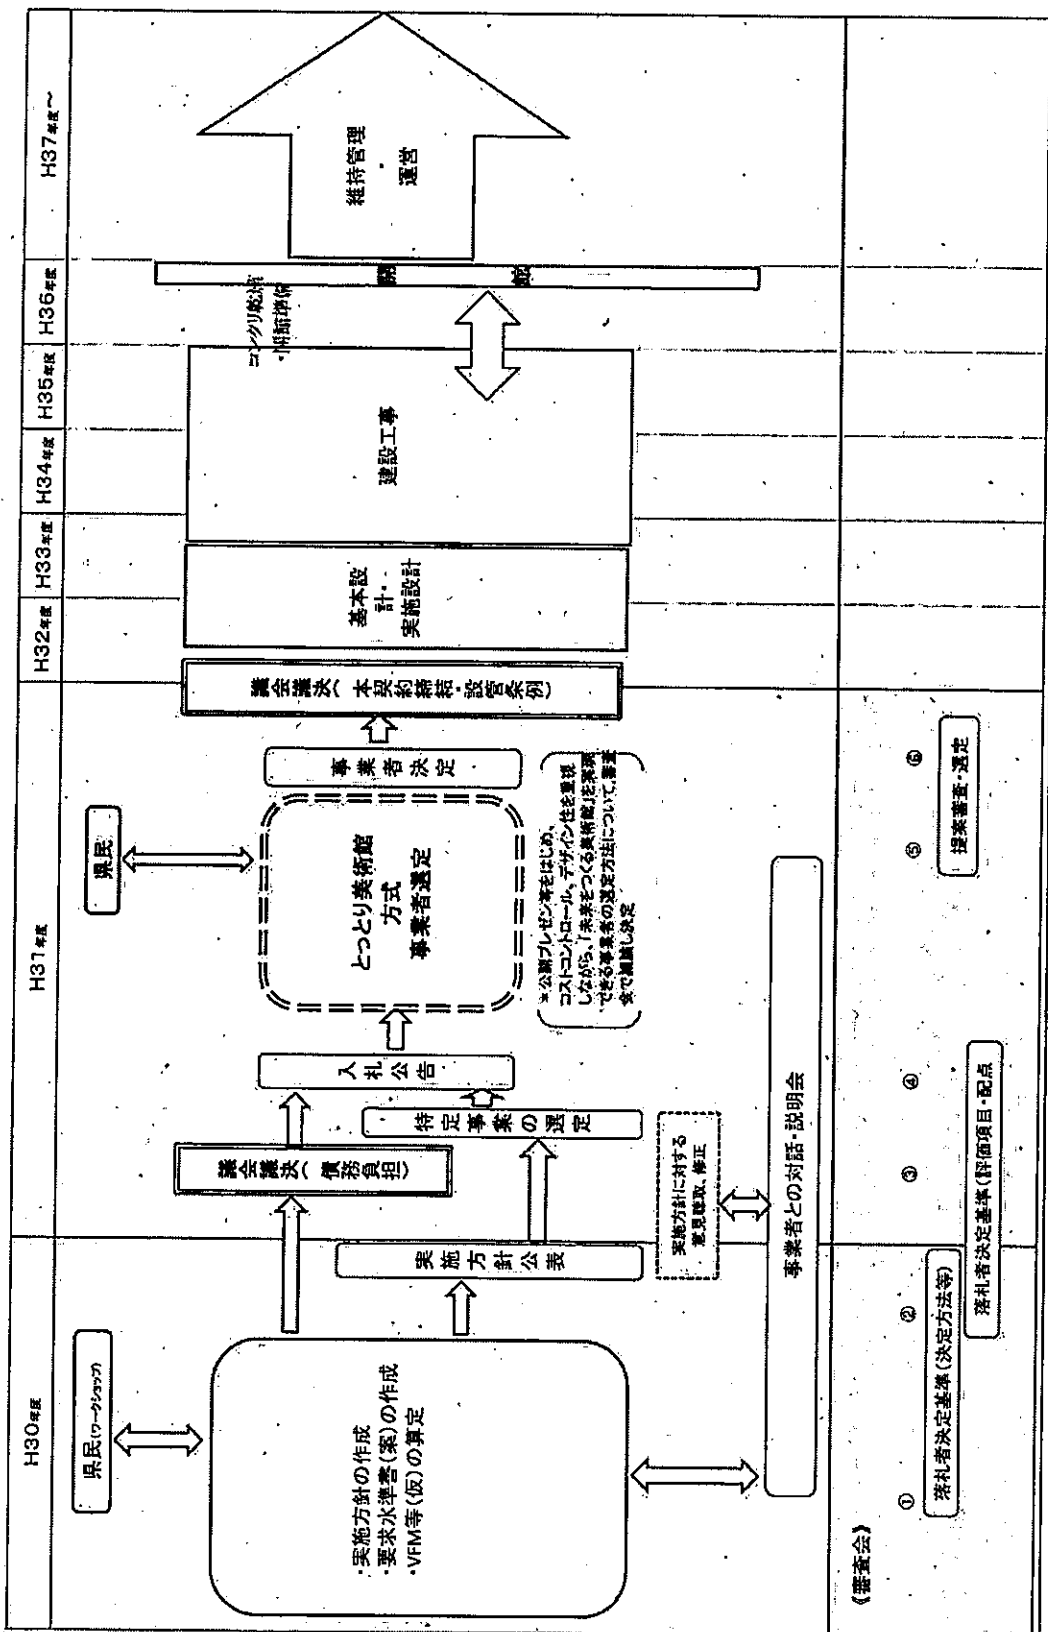 H30年度
H31年度
H32年度
H33年度
H34年度
H35年度
H36年度
H37年度～
県民(ワークショップ)
・実施方針の作成
・要求水準書(案)の作成
・VFM等(仮)の算定
実施方針公表
議会議決(債務負担)
特定事業の選定
入札公告
県民
とっとり美術館
方式
事業者選定
事業者決定
議会議決(本契約締結・設営条例)
＊公開プレゼン等をはじめ、
コストコントロール、デザイン性を重視
しながら、「未来をつくる美術館」を実現
できる事業者の選定方法について、審査
会で議論し決定
実施方針に対する
意見聴取、修正
事業者との対話・説明会
基本設
計・
実施設計
建設工事
コンクリ乾燥
・開館準備
開館
維持管理
・
運営
《審査会》
①
②
③
④
⑤
⑥
落札者決定基準(決定方法等)
落札者決定基準(評価項目・配点
提案審査・選定